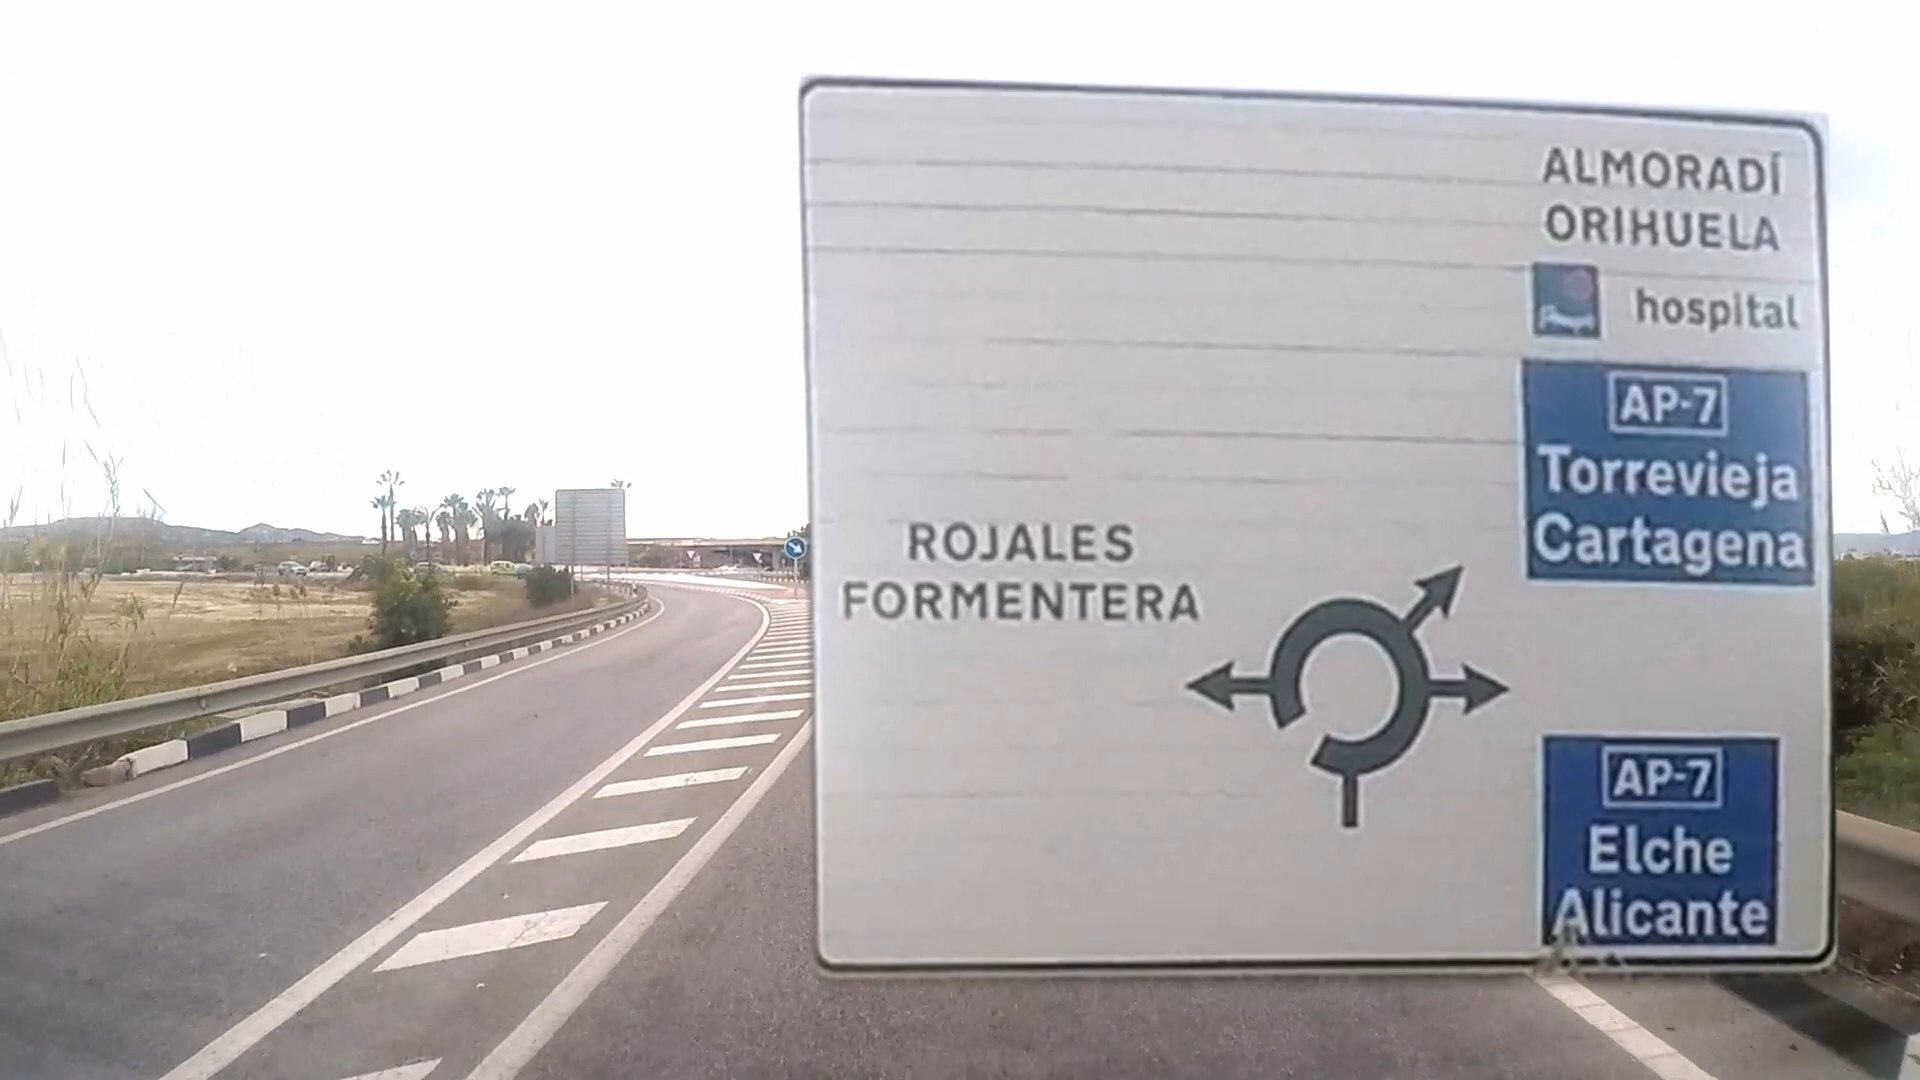 ALMORADÍ
ORIHUELA
hospital
AP-7
Torrevieja
Cartagena
ROJALES
FORMENTERA
AP-7
Elche
Alicante